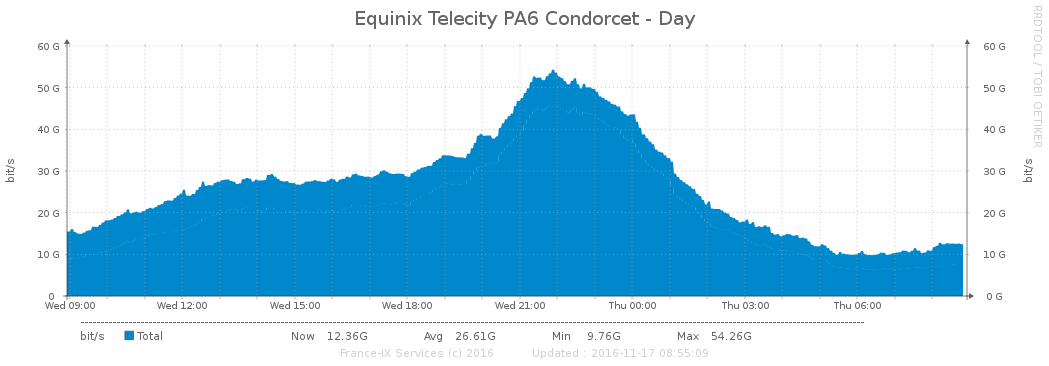 Equinix Telecity PA6 Condorcet - Day
RRDTOOL / TOBI OETIKER
60 G 60 G
50 G 50 G
40 G 40 G
30 G 30 G
20 G 20 G
10 G 10 G
0 0 G
bit/s bit/s
Wed 09:00 Wed 12:00 Wed 15:00 Wed 18:00 Wed 21:00 Thu 00:00 Thu 03:00 Thu 06:00
bit/s Total Now 12.36G Avg 26.61G Min 9.76G Max 54.26G
France-IX Services (c) 2016 Updated : 2016-11-17 08:55:09